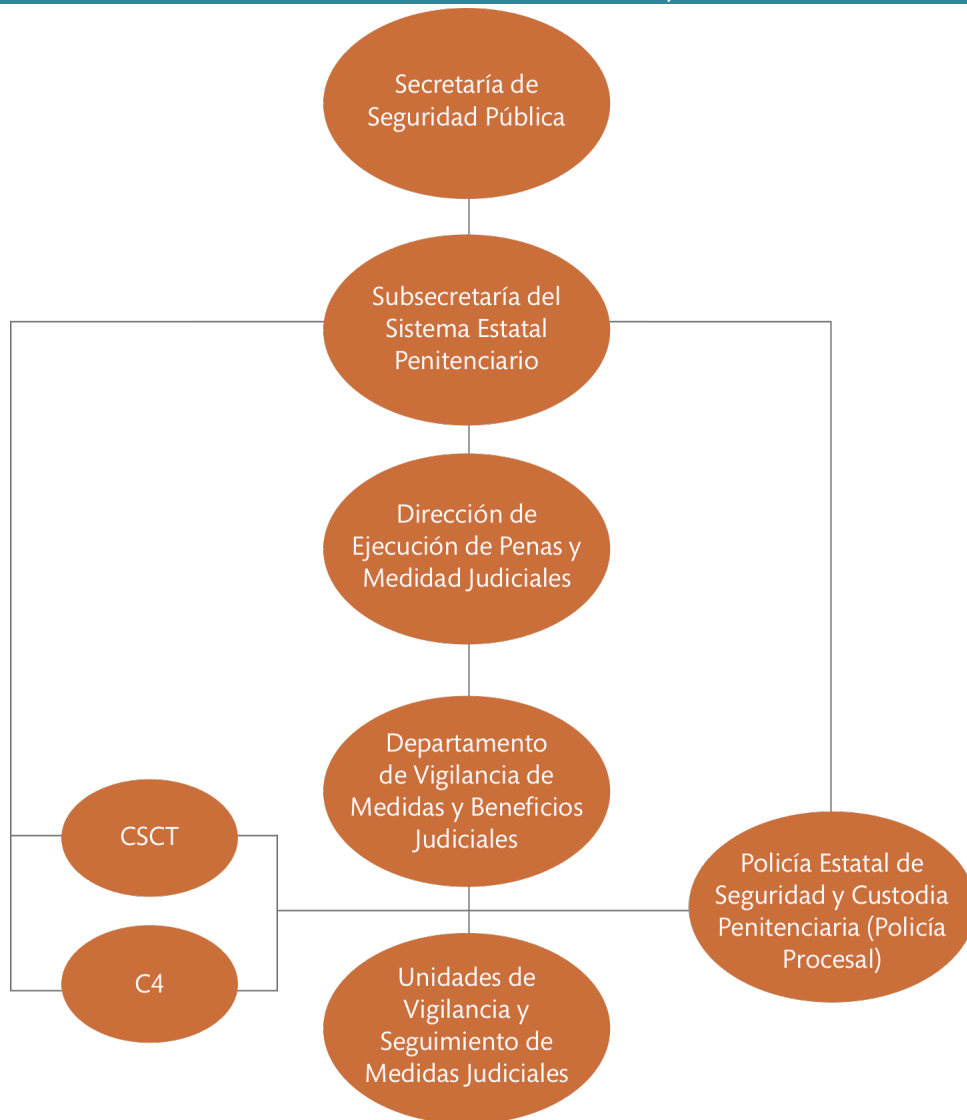 Secretaría de
Seguridad Pública
Subsecretaría del
Sistema Estatal
Penitenciario
Dirección de
Ejecución de Penas y
Medidad Judiciales
Departamento
de Vigilancia de
Medidas y Beneficios
Judiciales
CSCT
C4
Policía Estatal de
Seguridad y Custodia
Penitenciaria (Policía
Procesal)
Unidades de
Vigilancia y
Seguimiento de
Medidas Judiciales